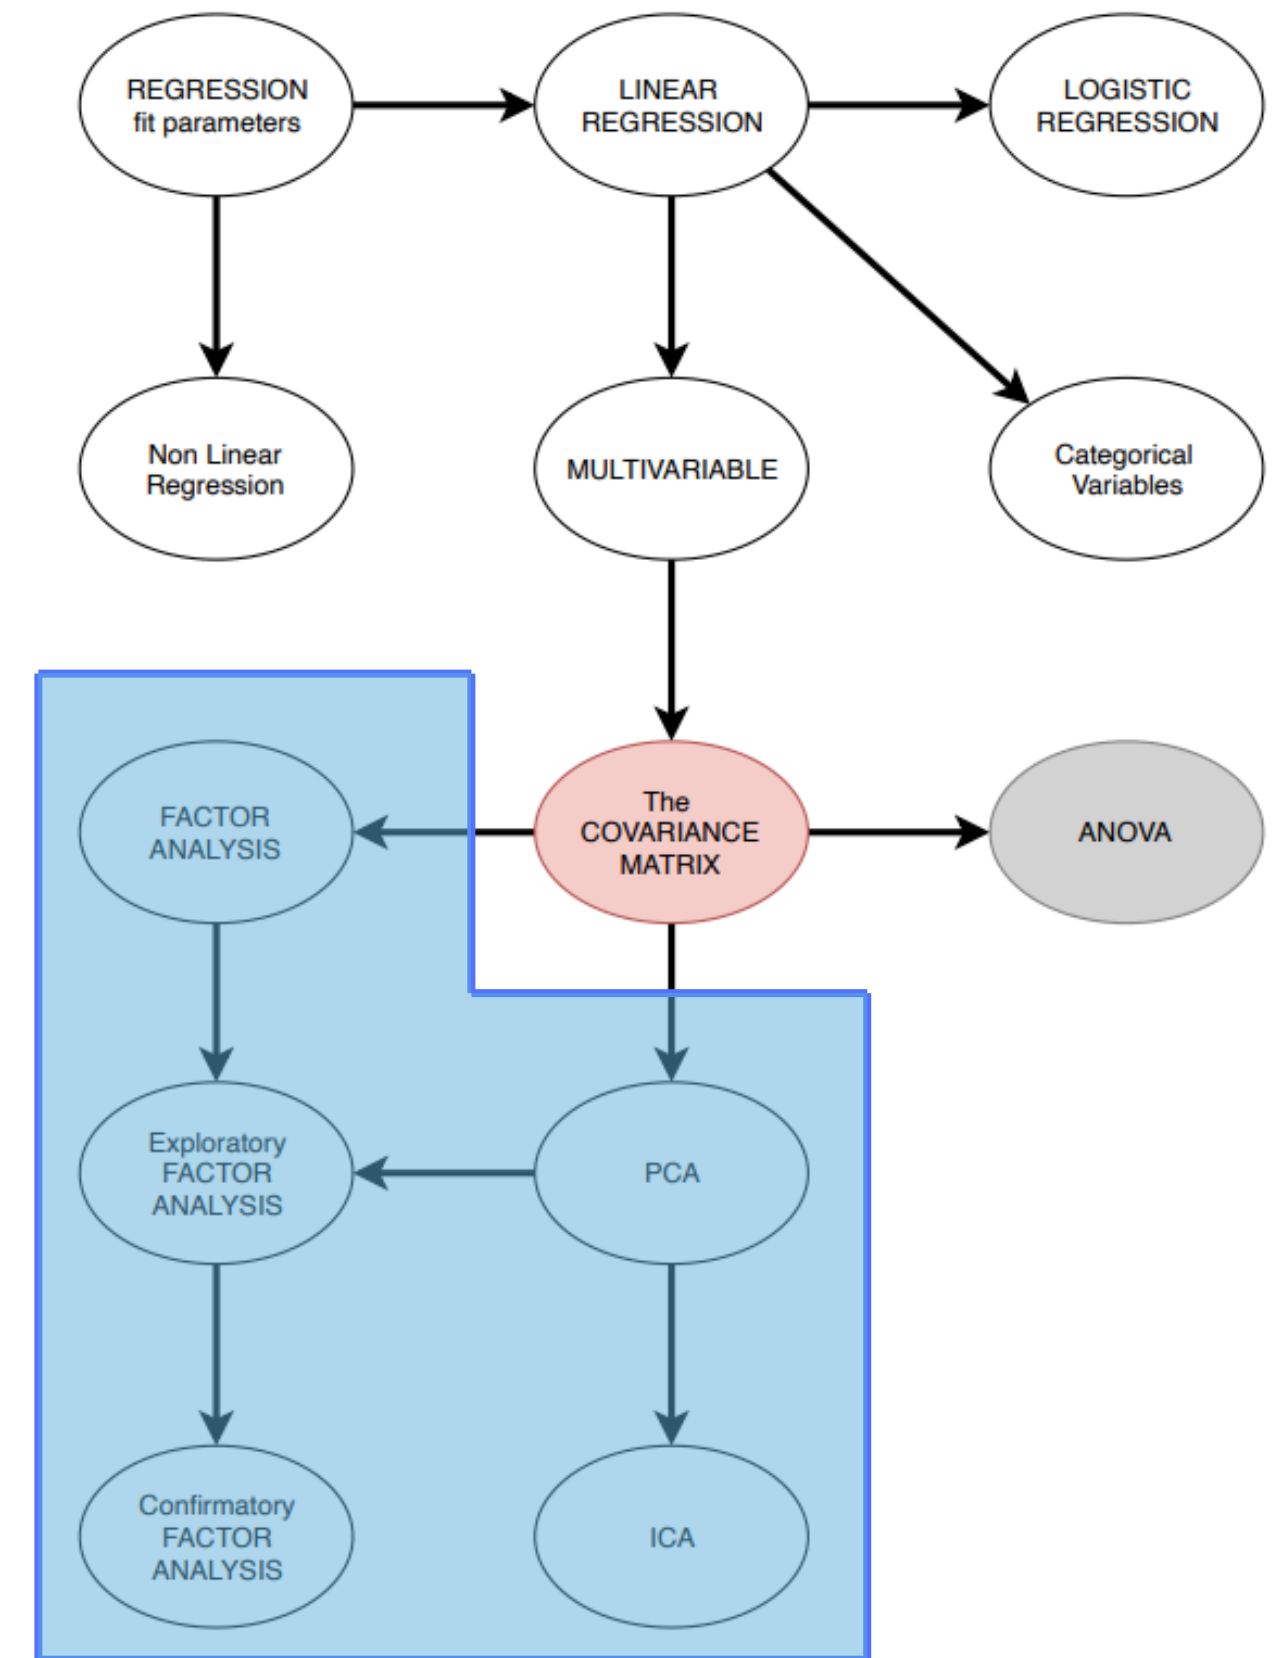 REGRESSION
fit parameters
LINEAR
REGRESSION
LOGISTIC
REGRESSION
Non Linear
Regression
MULTIVARIABLE
Categorical
Variables
FACTOR
ANALYSIS
The
COVARIANCE
MATRIX
ANOVA
Exploratory
FACTOR
ANALYSIS
PCA
Confirmatory
FACTOR
ANALYSIS
ICA